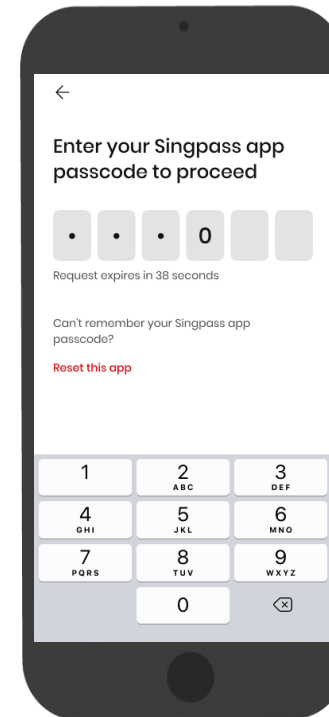 Enter your Singpass app
passcode to proceed
• • • 0
Request expires in 38 seconds
Can't remember your Singpass app
passcode?
Reset this app
1 2 3
ABC DEF
4 5 6
GHI JKL MNO
7 8 9
PQRS TUV WXYZ
0